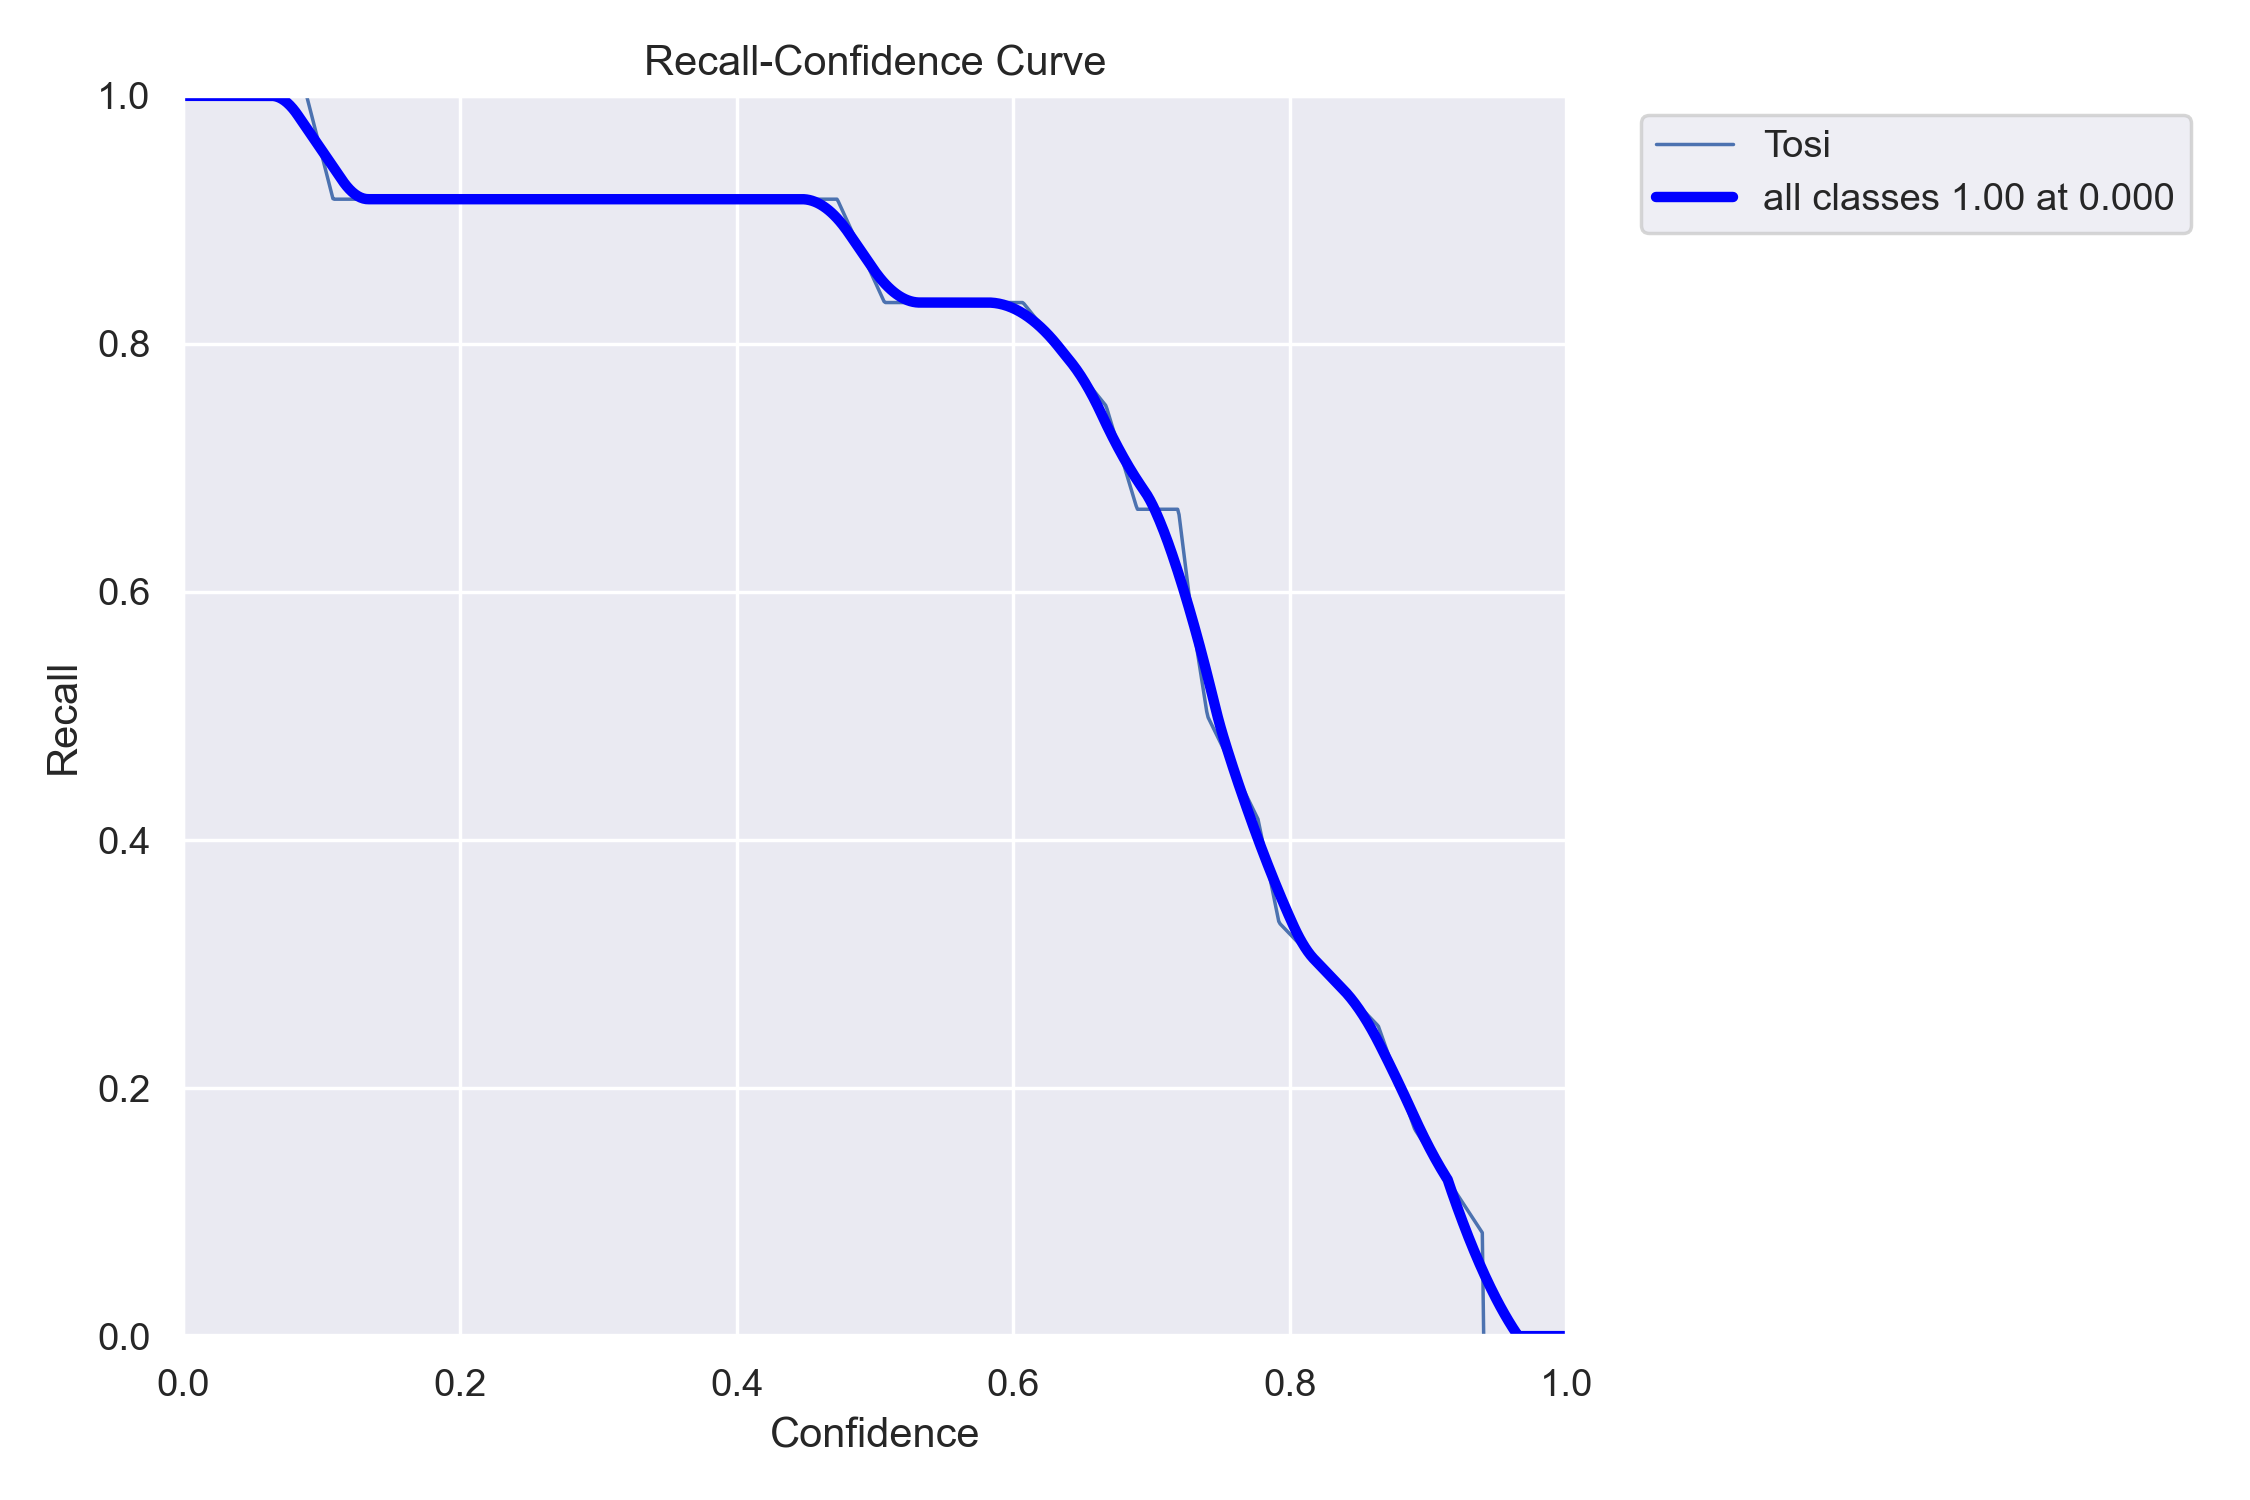 Recall-Confidence Curve
1.0
0.8
0.6
0.4
0.2
0.0
Recall
0.0 0.2 0.4 0.6 0.8 1.0
Confidence
Tosi
all classes 1.00 at 0.000